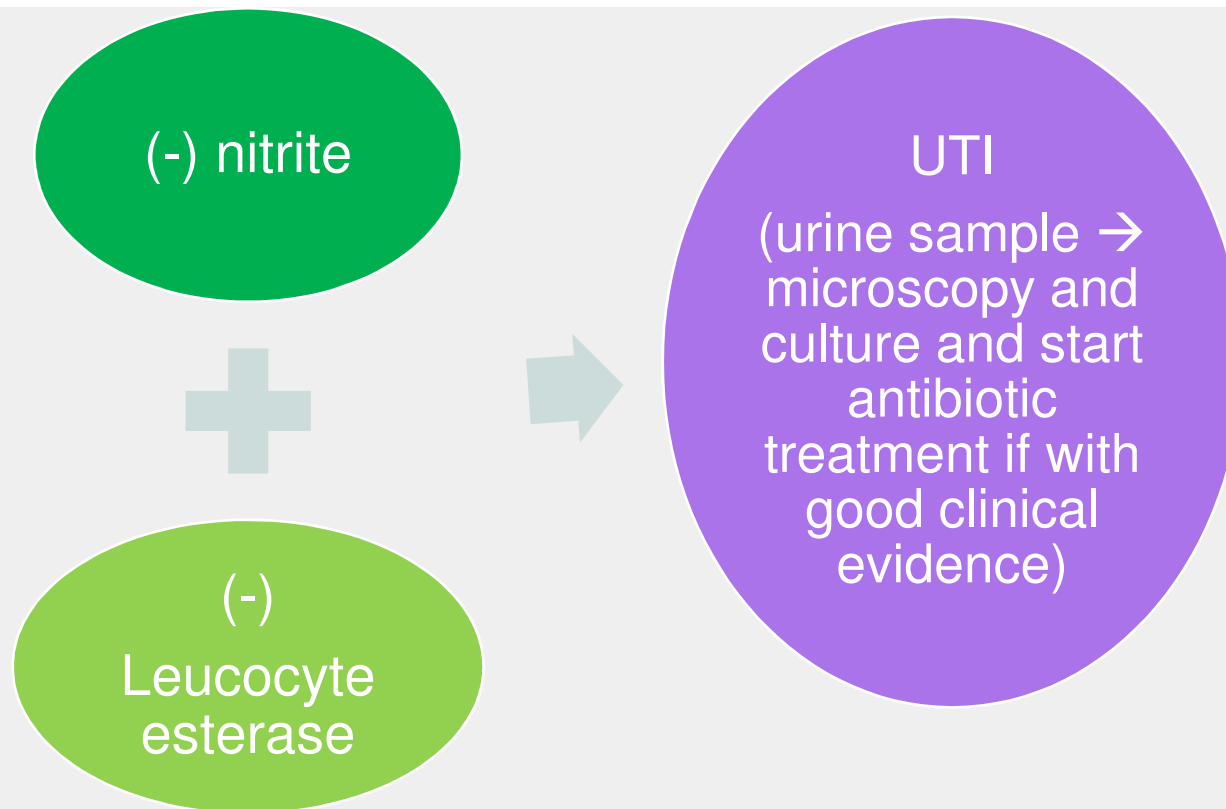 (-) nitrite
(-)
Leucocyte
esterase
UTI
(urine sample →
microscopy and
culture and start
antibiotic
treatment if with
good clinical
evidence)